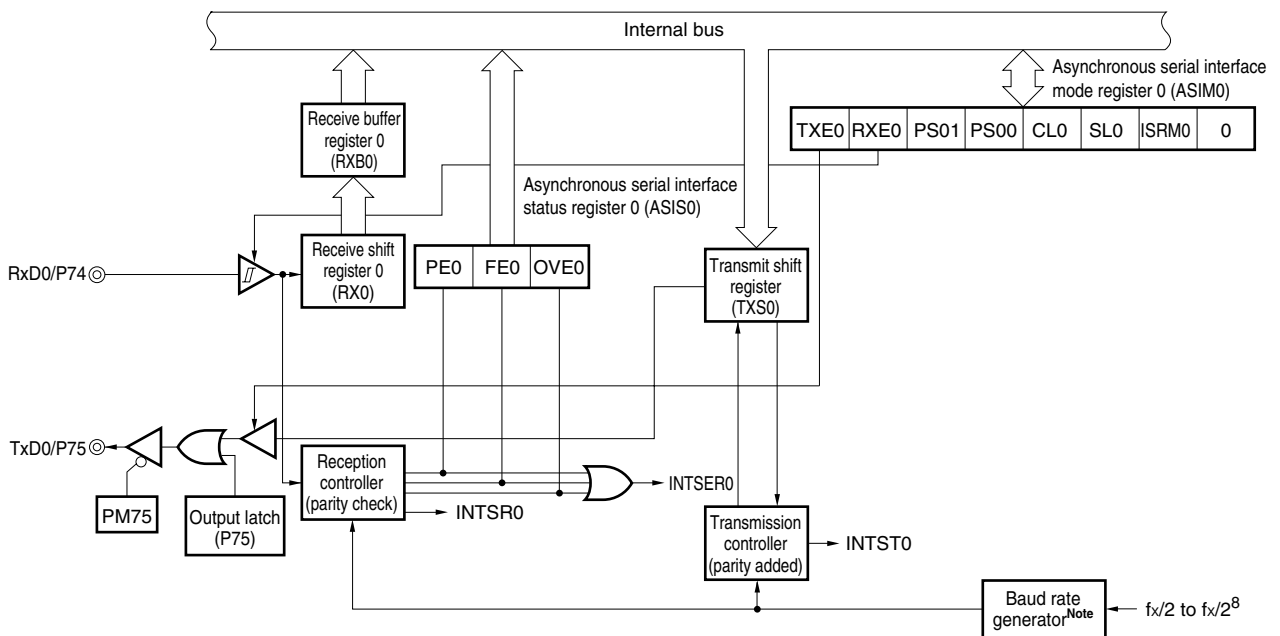 Internal bus
Asynchronous serial interface
mode register 0 (ASIM0)
Receive buffer
register 0
(RXB0)
TXE0 RXE0 PS01 PS00 CL0 SL0 ISRM0 0
Asynchronous serial interface
status register 0 (ASIS0)
Receive shift
register 0
(RX0)
PE0 FE0 OVE0
Transmit shift
register
(TXS0)
RxD0/P74
TxD0/P75
Reception
controller
(parity check)
INTSER0
INTSR0
PM75
Output latch
(P75)
Transmission
controller
(parity added)
INTST0
Baud rate
generatorNote
fx/2 to fx/2⁸